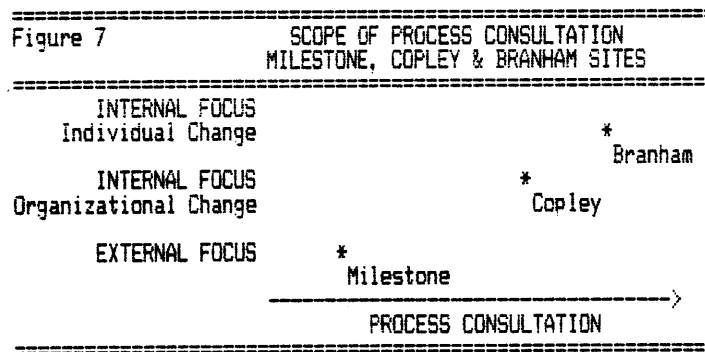 Figure 7 SCOPE OF PROCESS CONSULTATION
MILESTONE, COPLEY & BRANHAM SITES
INTERNAL FOCUS
Individual Change *
Branham
INTERNAL FOCUS *
Organizational Change Copley
EXTERNAL FOCUS *
Milestone
PROCESS CONSULTATION